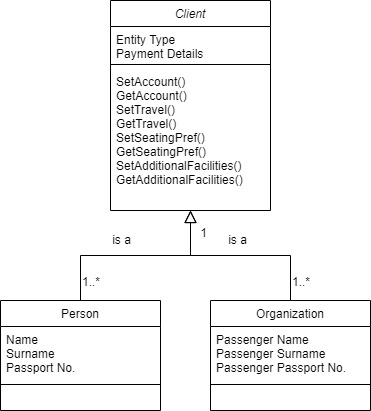 Client
Entity Type
Payment Details
SetAccount()
GetAccount()
SetTravel()
GetTravel()
SetSeatingPref()
GetSeatingPref()
SetAdditionalFacilities()
GetAdditionalFacilities()
1
is a
is a
1..*
1..*
Person
Name
Surname
Passport No.
Organization
Passenger Name
Passenger Surname
Passenger Passport No.